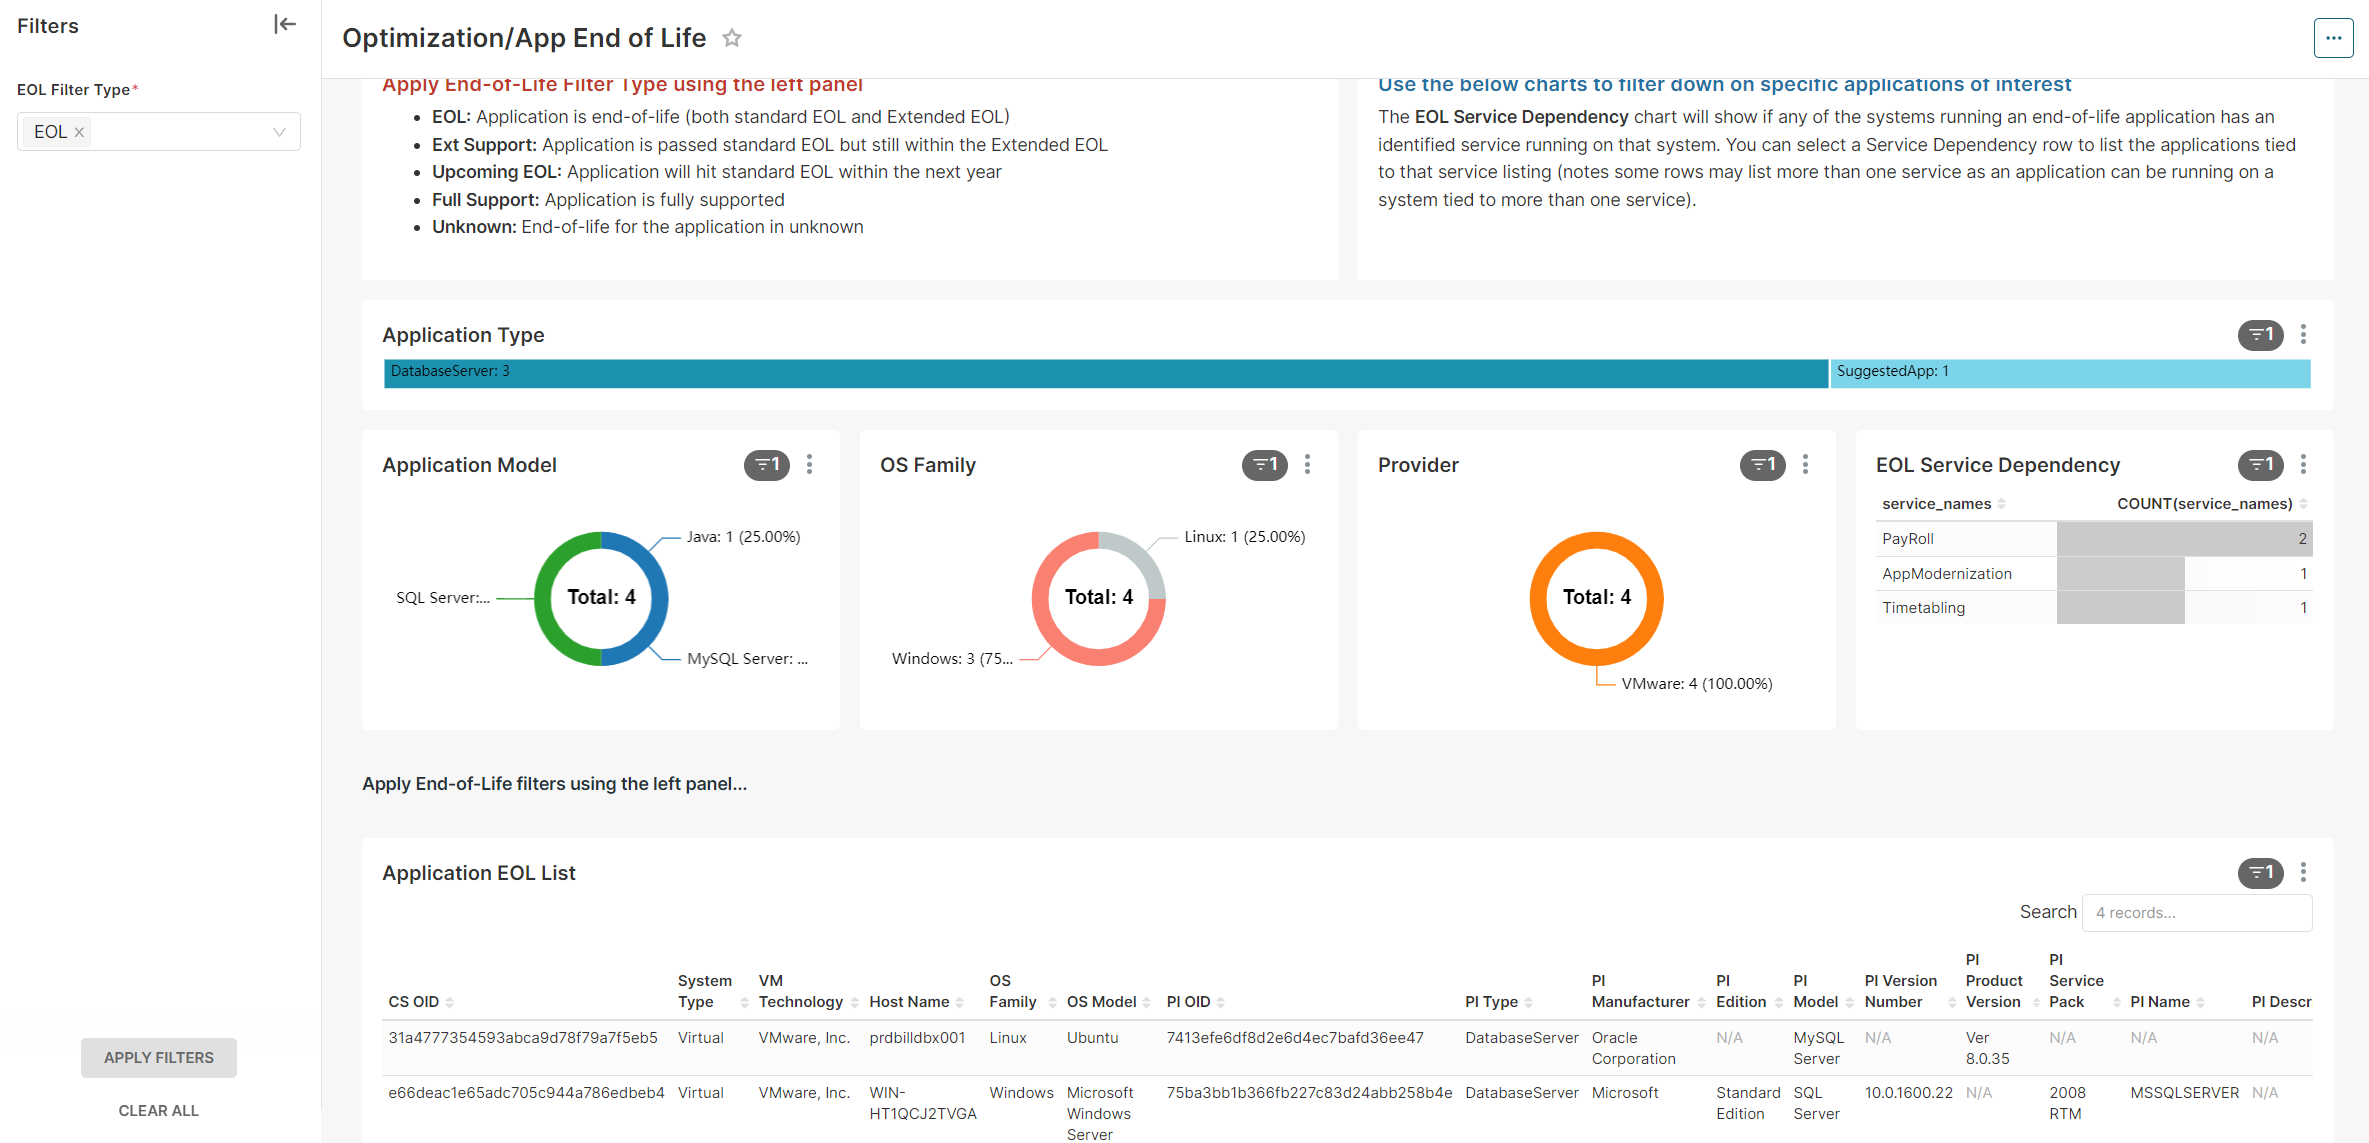 Filters
EOL Filter Type*
EOL
APPLY FILTERS
CLEAR ALL
Optimization/App End of Life
Apply End-of-Life Filter Type using the left panel
EOL: Application is end-of-life (both standard EOL and Extended EOL)
Ext Support: Application is passed standard EOL but still within the Extended EOL
Upcoming EOL: Application will hit standard EOL within the next year
Full Support: Application is fully supported
Unknown: End-of-life for the application in unknown
Use the below charts to filter down on specific applications of interest
The EOL Service Dependency chart will show if any of the systems running an end-of-life application has an
identified service running on that system. You can select a Service Dependency row to list the applications tied
to that service listing (notes some rows may list more than one service as an application can be running on a
system tied to more than one service).
Application Type
1
DatabaseServer: 3
SuggestedApp: 1
Application Model
1
Java: 1 (25.00%)
SQL Server:...
Total: 4
MySQL Server: ...
OS Family
1
Linux: 1 (25.00%)
Total: 4
Windows: 3 (75...
Provider
1
Total: 4
VMware: 4 (100.00%)
EOL Service Dependency
1
service_names COUNT(service_names)
PayRoll 2
AppModernization 1
Timetabling 1
Apply End-of-Life filters using the left panel...
Application EOL List
1
Search 4 records...
CS OID
System
Type
VM
Technology
Host Name
OS
Family
OS Model
PI OID
PI Type
PI
Manufacturer
PI
Edition
PI
Model
PI Version
Number
PI
Product
Version
PI
Service
Pack
PI Name
PI Descr
31a4777354593abca9d78f79a7f5eb5
Virtual
VMware, Inc.
prdbilldbx001
Linux
Ubuntu
7413efe6df8d2e6d4ec7bafd36ee47
DatabaseServer
Oracle
Corporation
N/A
MySQL
Server
N/A
Ver
8.0.35
N/A
N/A
N/A
e66deac1e65adc705c944a786edbeb4
Virtual
VMware, Inc.
WIN-
HT1QCJ2TVGA
Windows
Microsoft
Windows
Server
75ba3bb1b366fb227c83d24abb258b4e
DatabaseServer
Microsoft
Standard
Edition
SQL
Server
10.0.1600.22
N/A
2008
RTM
MSSQLSERVER
N/A